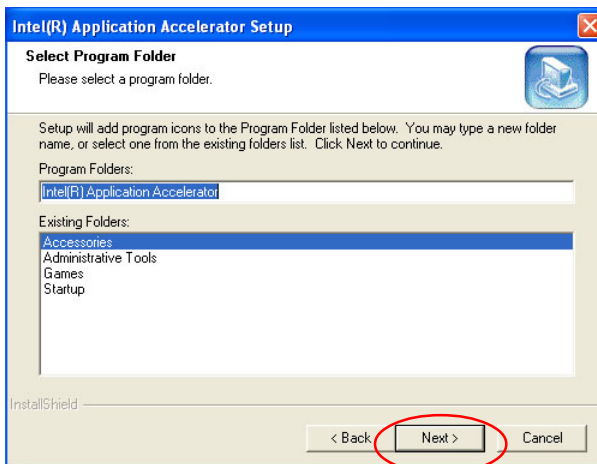 Intel(R) Application Accelerator Setup
Select Program Folder
Please select a program folder.
Setup will add program icons to the Program Folder listed below. You may type a new folder
name, or select one from the existing folders list. Click Next to continue.
Program Folders:
Intel(R) Application Accelerator
Existing Folders:
Accessories
Administrative Tools
Games
Startup
InstallShield
< Back
Next >
Cancel